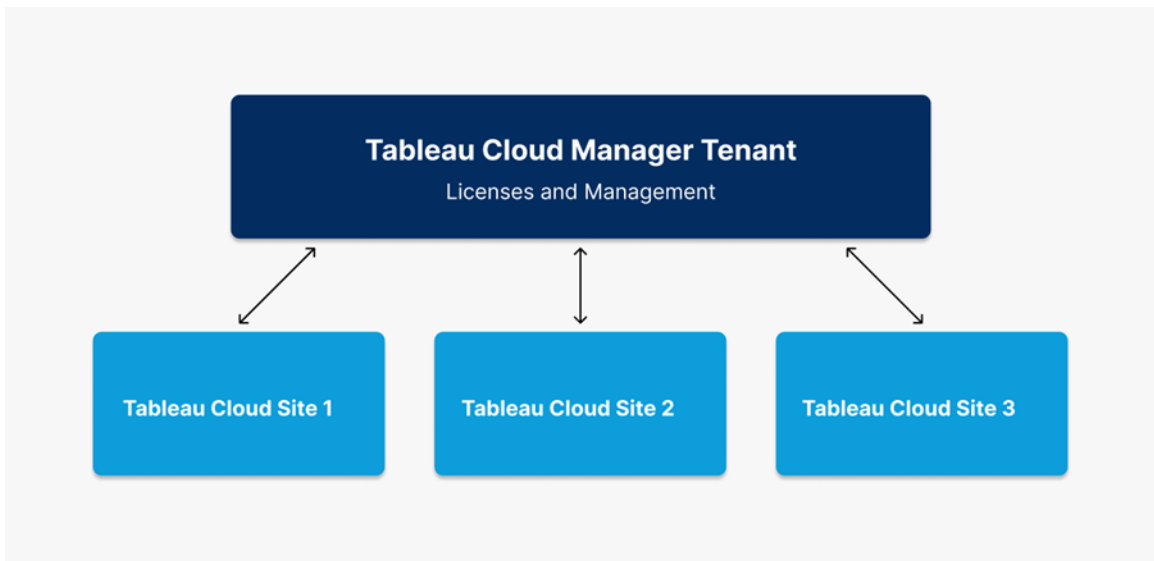 Tableau Cloud Manager Tenant
Licenses and Management
Tableau Cloud Site 1
Tableau Cloud Site 2
Tableau Cloud Site 3